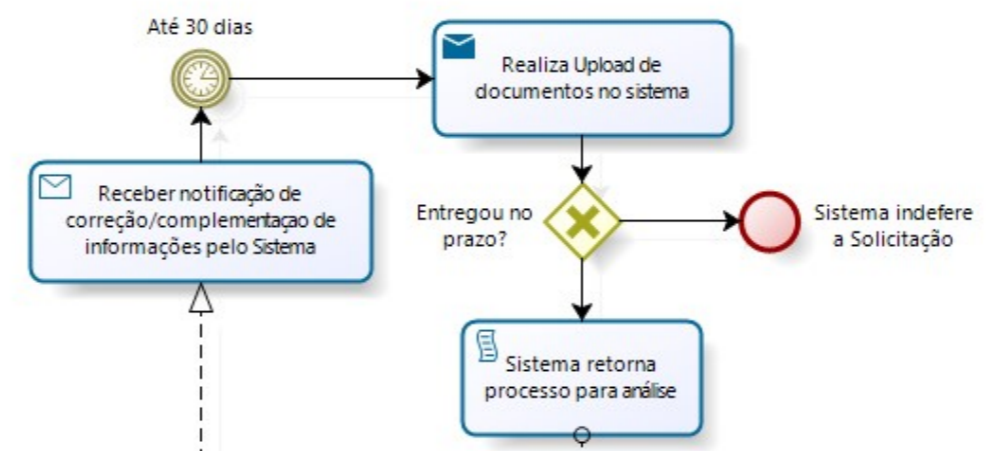 Até 30 dias
Realiza Upload de
documentos no sistema
Receber notificação de
correção/complementaçao de
informações pelo Sistema
Entregou no
prazo?
Sistema indefere
a Solicitação
Sistema retorna
processo para análise